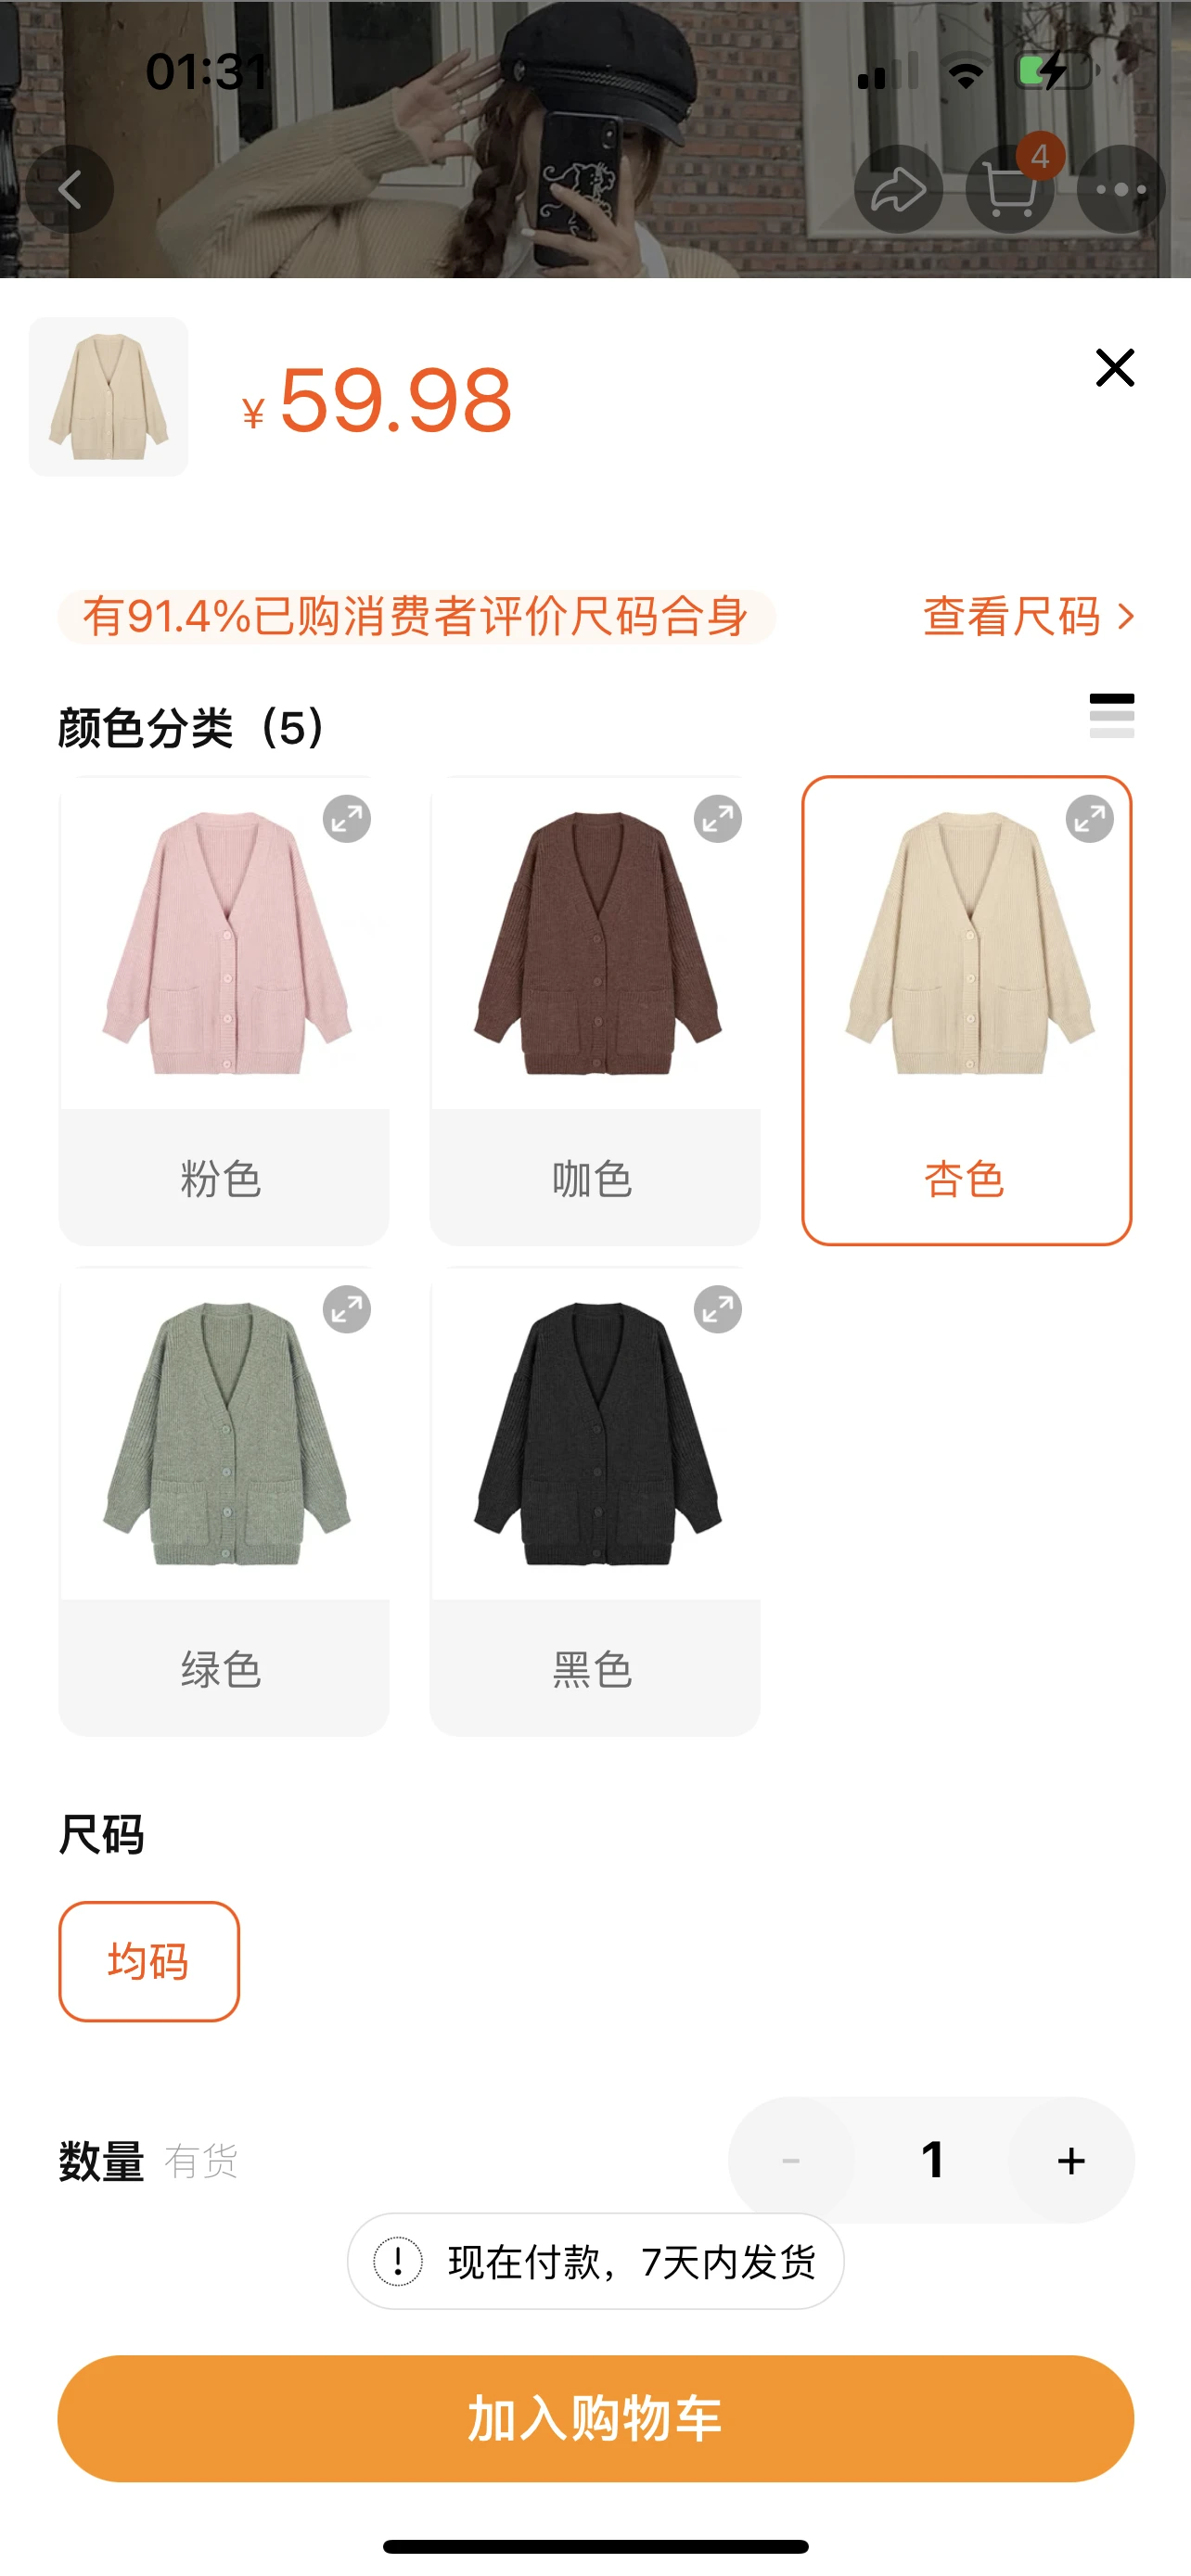 01:31
4
¥59.98
有91.4%已购消费者评价尺码合身
查看尺码
颜色分类（5）
粉色
咖色
杏色
绿色
黑色
尺码
均码
数量 有货
- 1 +
现在付款，7天内发货
加入购物车